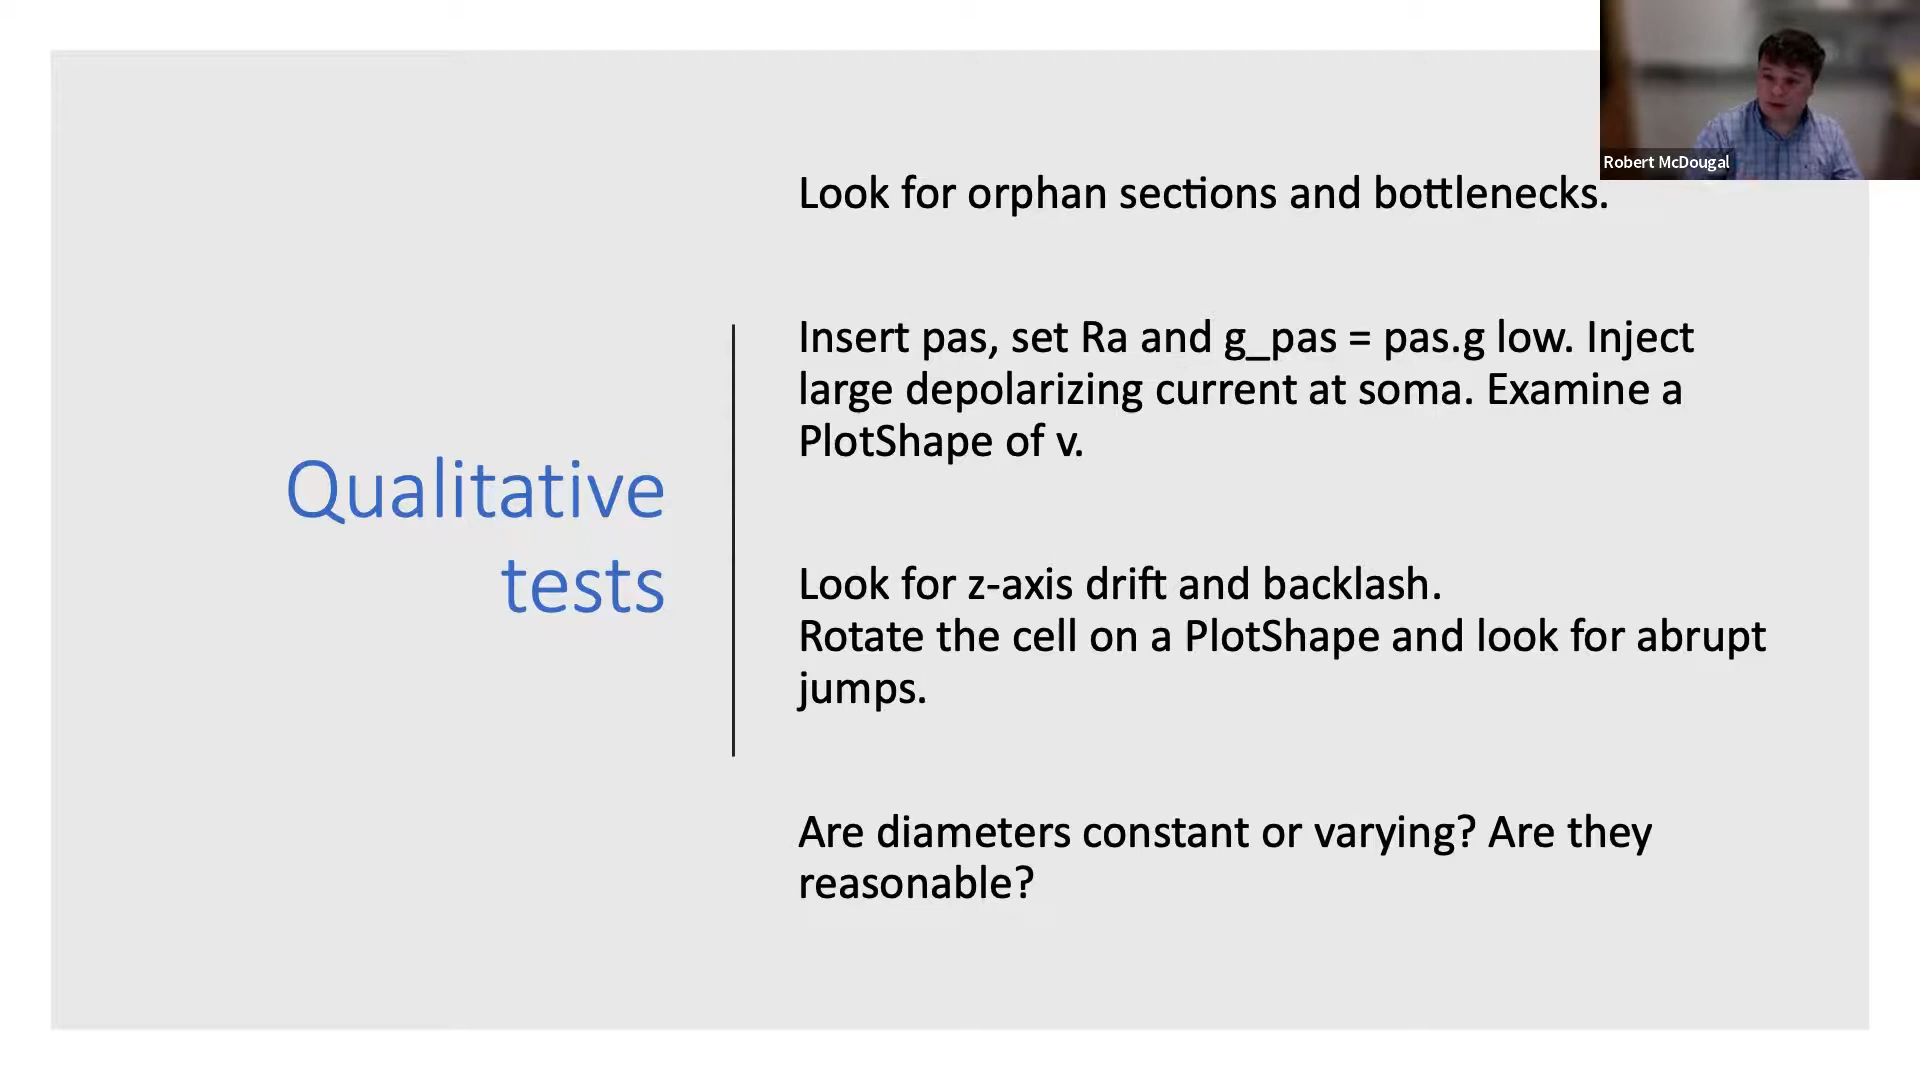 Robert McDougal
Look for orphan sections and bottlenecks.
Insert pas, set Ra and g_pas = pas.g low. Inject
large depolarizing current at soma. Examine a
PlotShape of v.
Qualitative
tests
Look for z-axis drift and backlash.
Rotate the cell on a PlotShape and look for abrupt
jumps.
Are diameters constant or varying? Are they
reasonable?